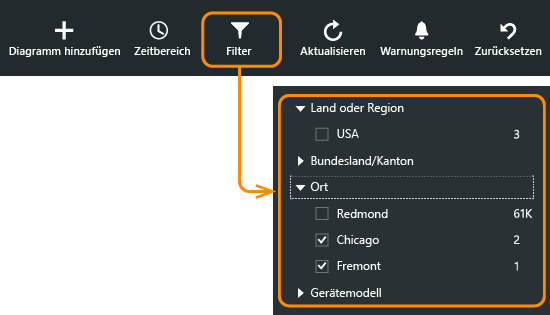 Diagramm hinzufügen Zeitbereich Filter Aktualisieren Warnungsregeln Zurücksetzen
Land oder Region
USA 3
Bundesland/Kanton
Ort
Redmond 61K
Chicago 2
Fremont 1
Gerätemodell